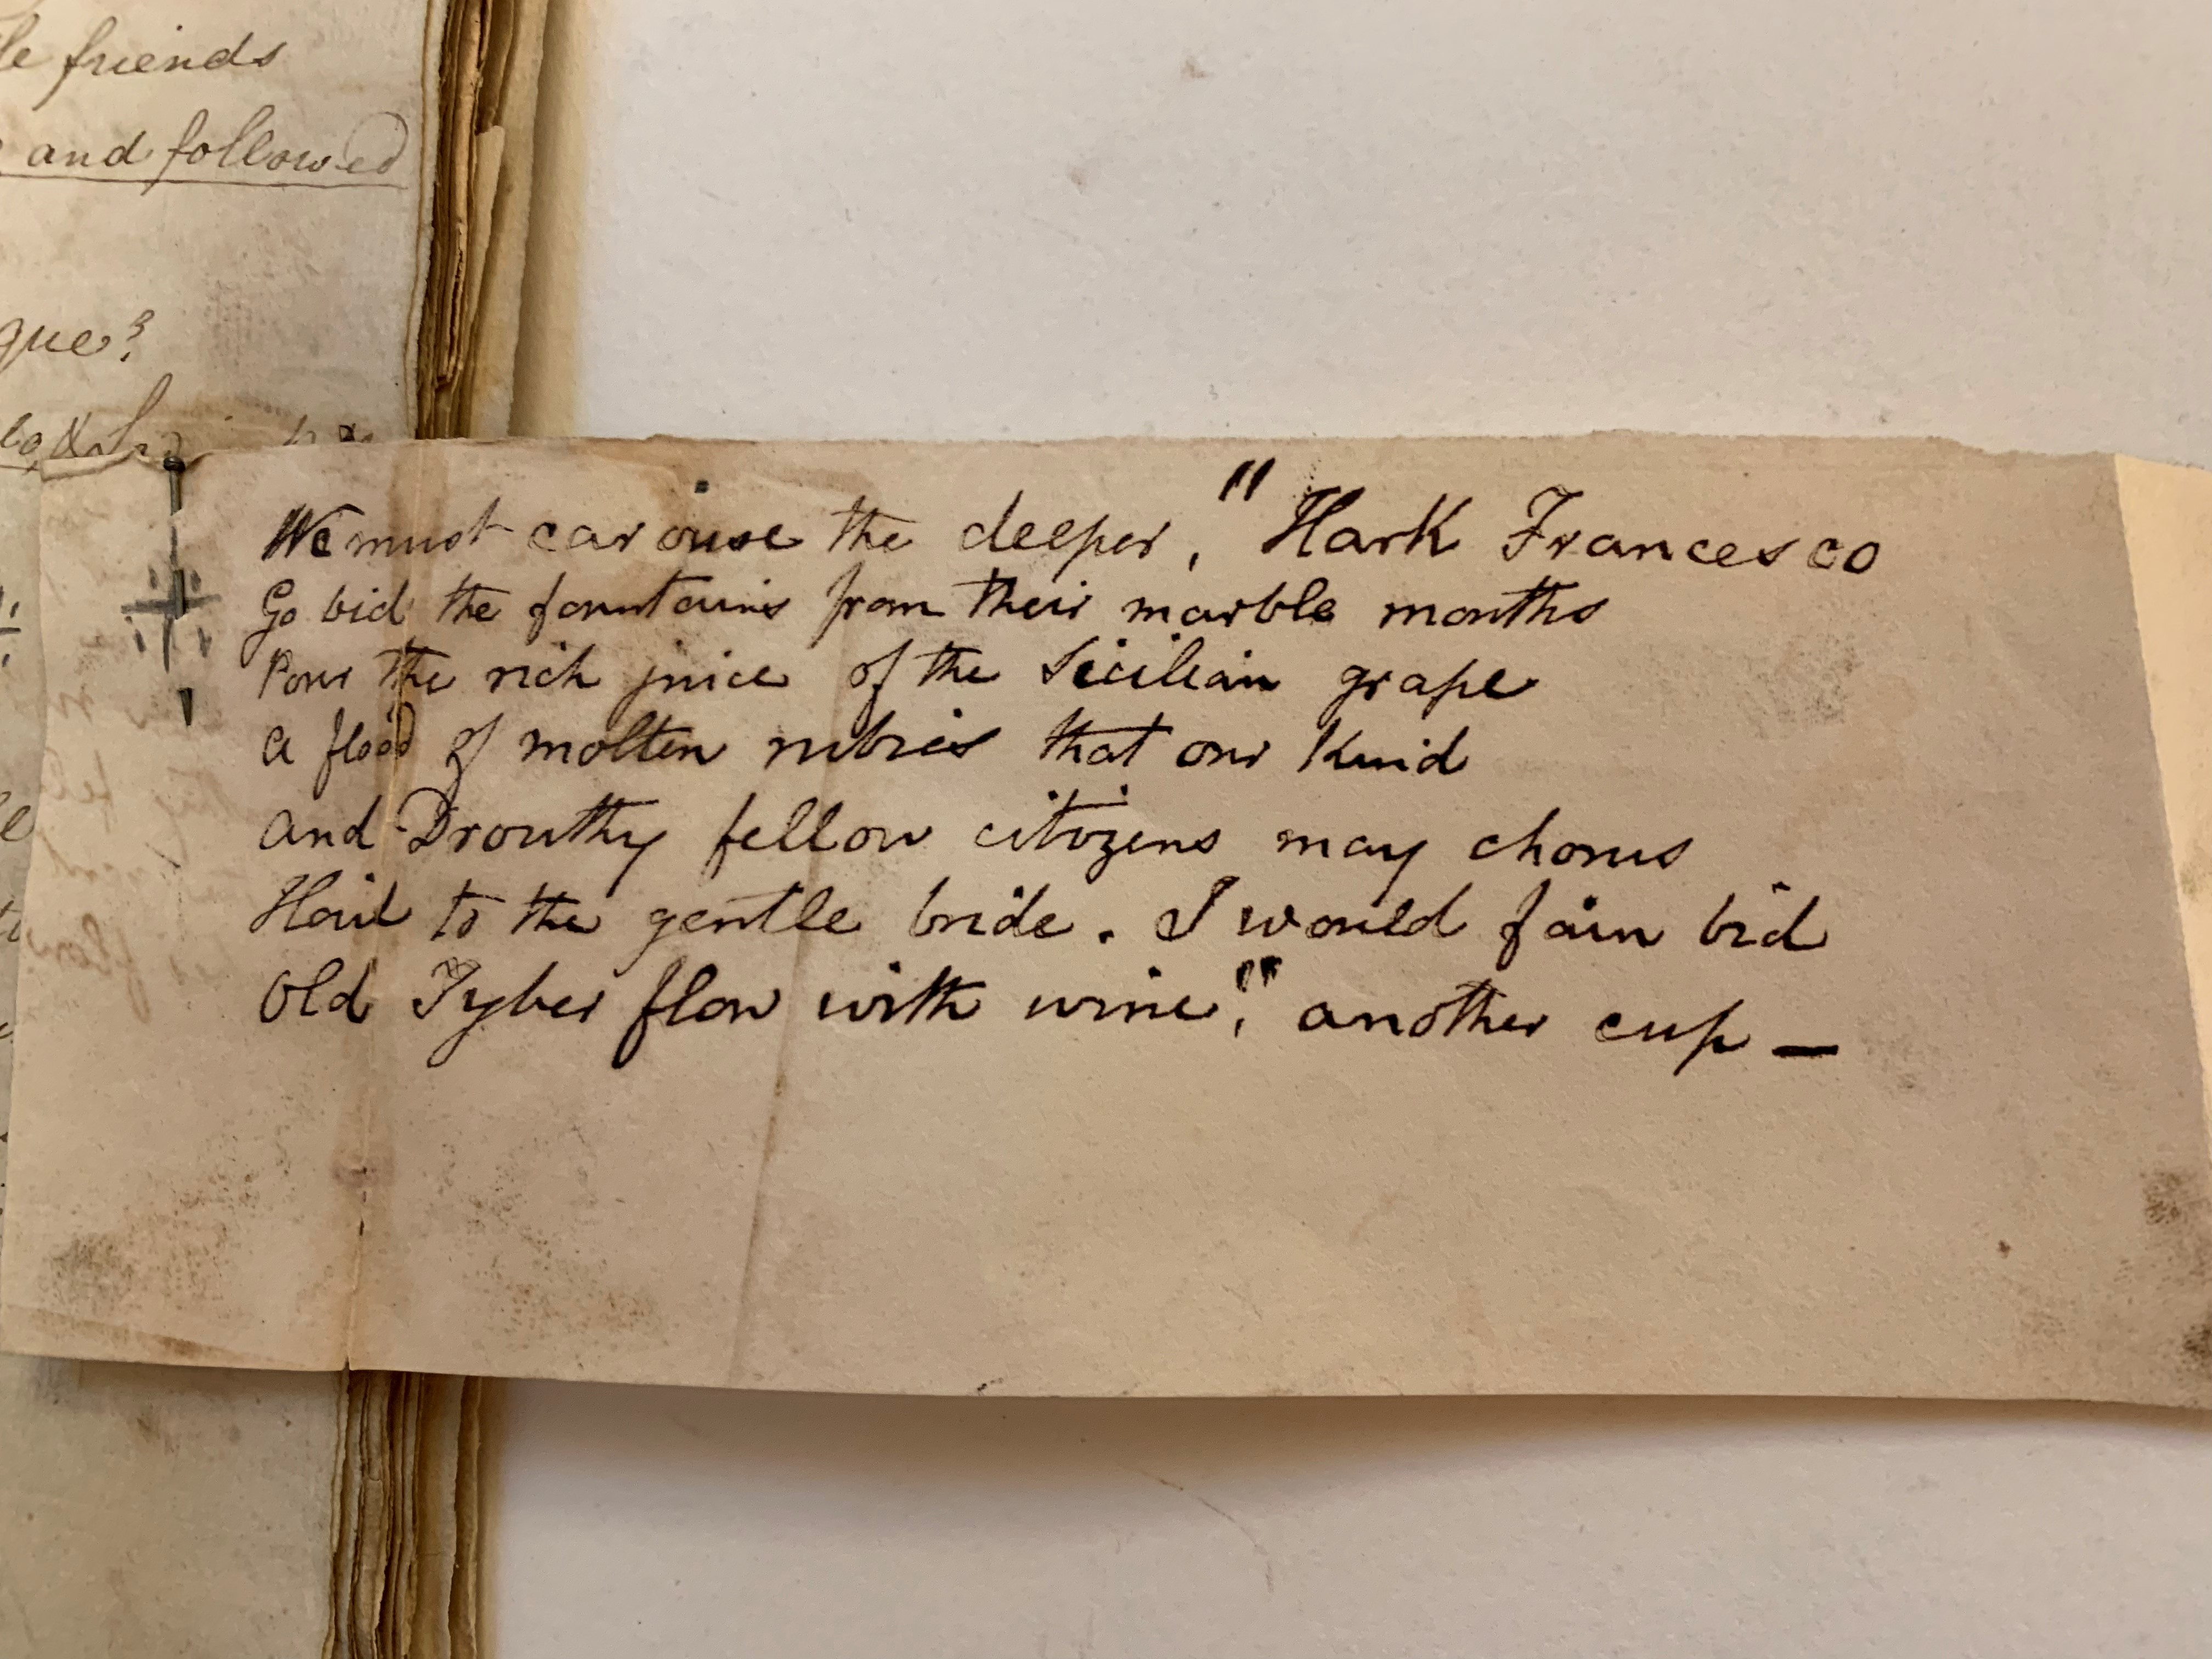 friends
and followed
We must carouse the deeper, " Hark Francesco
Go bid the fountains from their marble mouths
Pour the rich juice of the Sicilian grape
A flood of molten rubies that our Kind
And Drouthy fellow citizens may chorus
Hail to the gentle bride. I would fain bid
Old Tyber flow with wine," another cup —